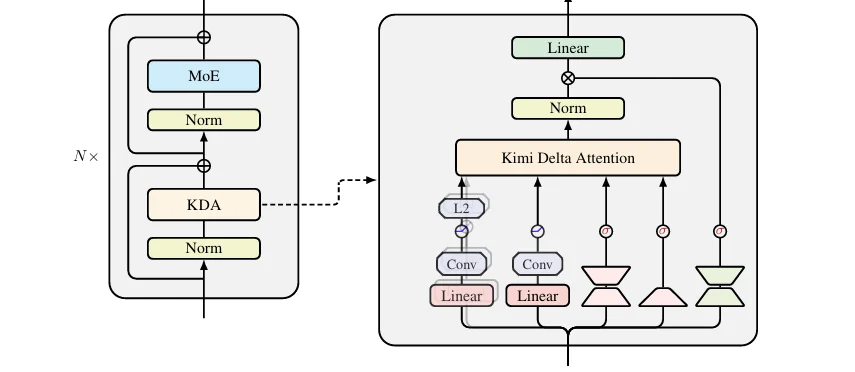 Linear
MoE
Norm
Norm
N×
Kimi Delta Attention
KDA
L2
σ σ σ
Norm
Conv Conv
Linear Linear